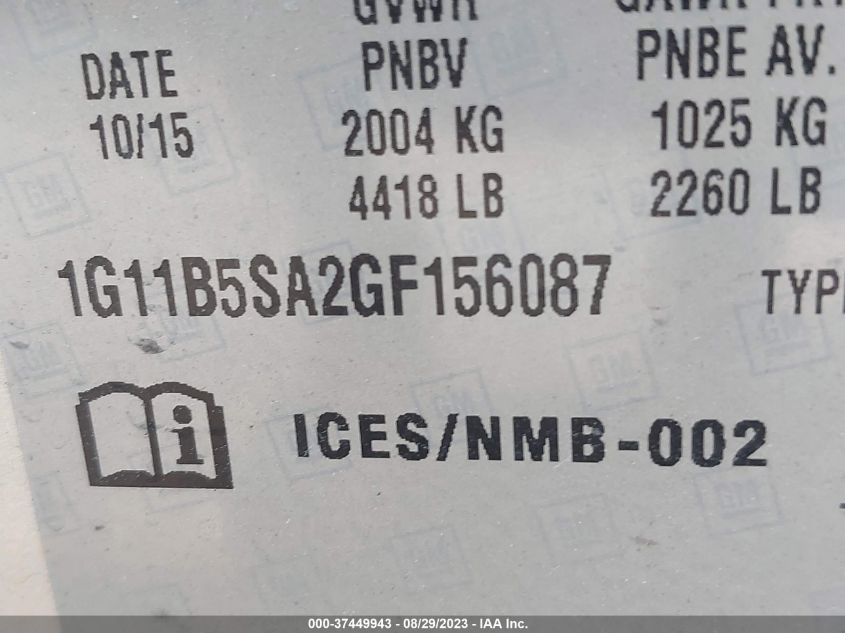 GVWR
DATE PNBV PNBE AV.
10/15 2004 KG 1025 KG
4418 LB 2260 LB
1G11B5SA2GF156087
ICES/NMB-002
000-37449943 - 08/29/2023 - IAA Inc.